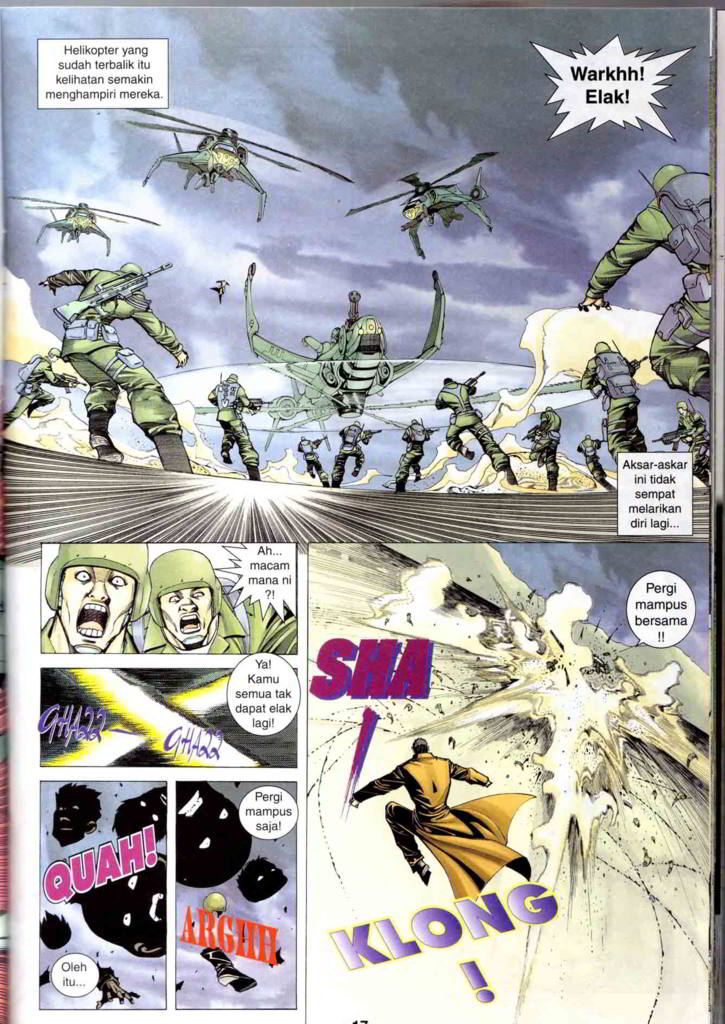 Helikopter yang
sudah terbalik itu
kelihatan semakin
menghampiri mereka.
Warkhh!
Elak!
Aksar-askar
ini tidak
sempat
melarikan
diri lagi...
Ah...
macam
mana ni
?!
GHAZZ
GHAZZ
Ya!
Kamu
semua tak
dapat elak
lagi!
QUAH!
Oleh
itu...
Pergi
mampus
saja!
ARGHH
Pergi
mampus
bersama
!!
SHA
!
KLONG
!
17